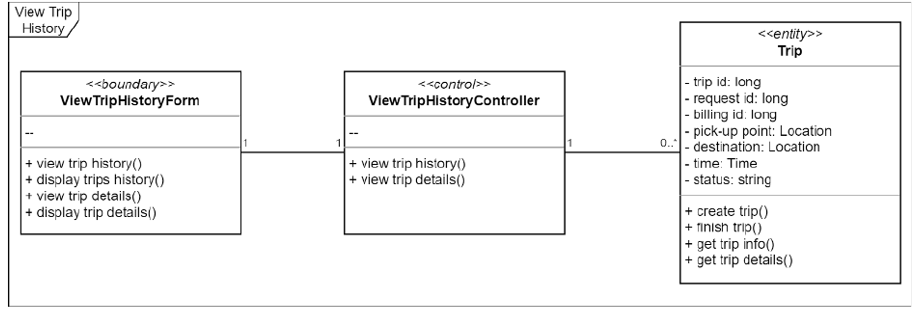 View Trip
History
<<boundary>>
ViewTripHistoryForm
--
+ view trip history()
+ display trips history()
+ view trip details()
+ display trip details()
1
1
<<control>>
ViewTripHistoryController
--
+ view trip history()
+ view trip details()
1
0..*
<<entity>>
Trip
- trip id: long
- request id: long
- billing id: long
- pick-up point: Location
- destination: Location
- time: Time
- status: string
+ create trip()
+ finish trip()
+ get trip info()
+ get trip details()